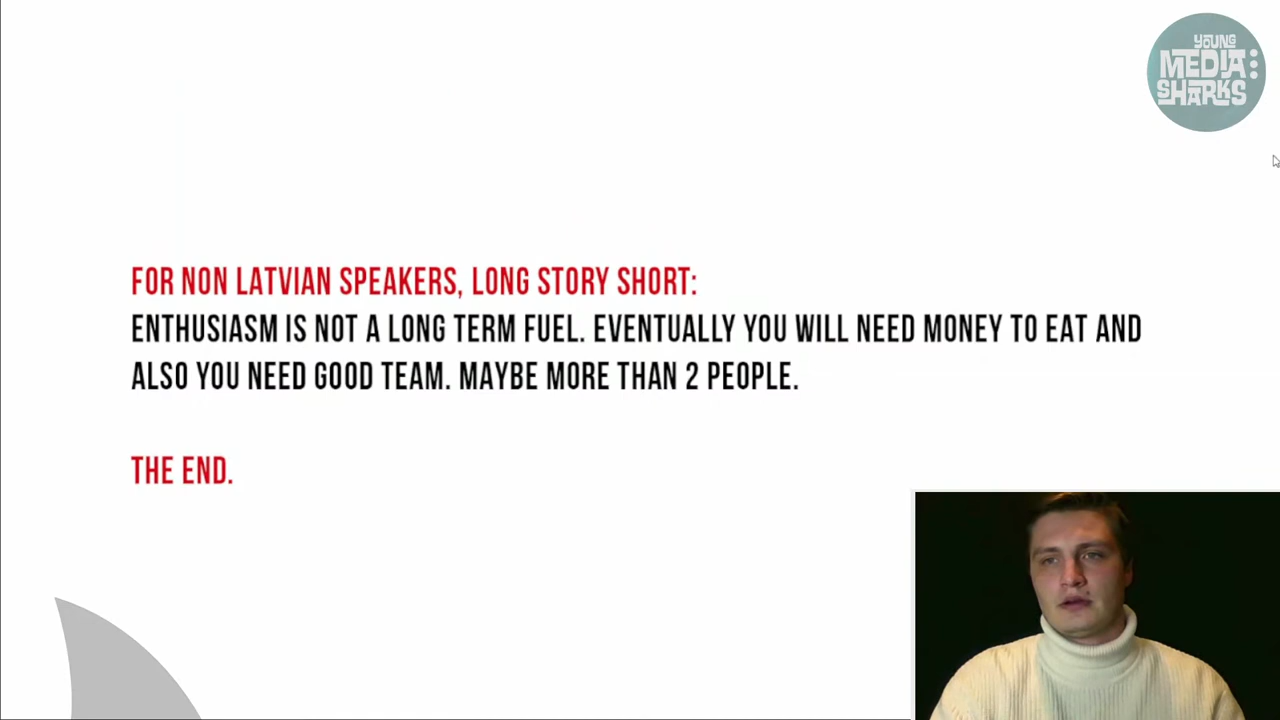 YOUNG
MEDIA:
SHARKS
FOR NON LATVIAN SPEAKERS, LONG STORY SHORT:
ENTHUSIASM IS NOT A LONG TERM FUEL. EVENTUALLY YOU WILL NEED MONEY TO EAT AND
ALSO YOU NEED GOOD TEAM. MAYBE MORE THAN 2 PEOPLE.
THE END.